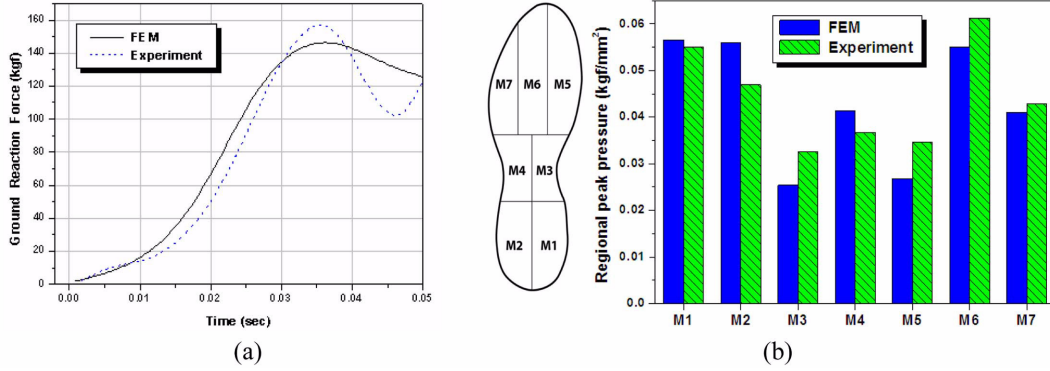 160
140
120
100
80
60
40
20
0
Ground Reaction Force (kgf)
FEM
Experiment
0.00 0.01 0.02 0.03 0.04 0.05
Time (sec)
(a)
M7 M6 M5
M4 M3
M2 M1
Regional peak pressure (kgf/mm²)
0.06
0.05
0.04
0.03
0.02
0.01
0.0
FEM
Experiment
M1 M2 M3 M4 M5 M6 M7
(b)